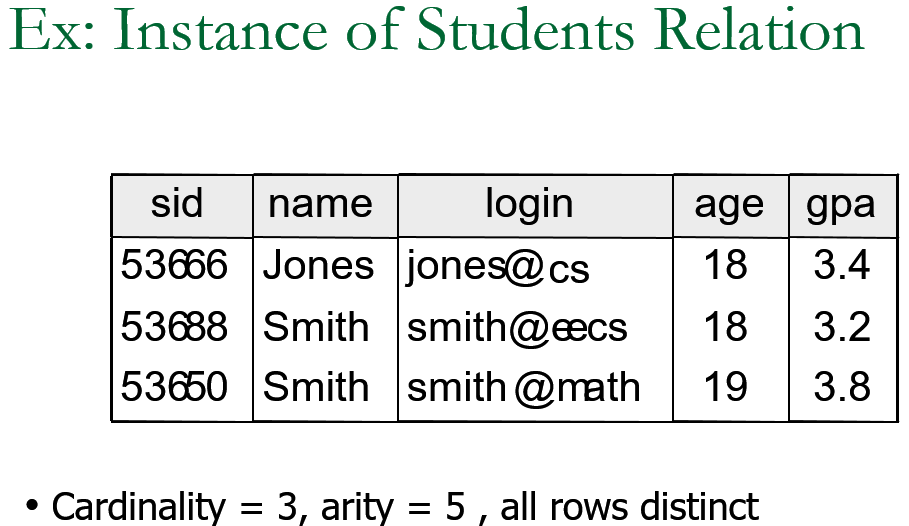 Ex: Instance of Students Relation
sid name login age gpa
53666 Jones jones@cs 18 3.4
53688 Smith smith@eecs 18 3.2
53650 Smith smith@math 19 3.8
• Cardinality = 3, arity = 5 , all rows distinct